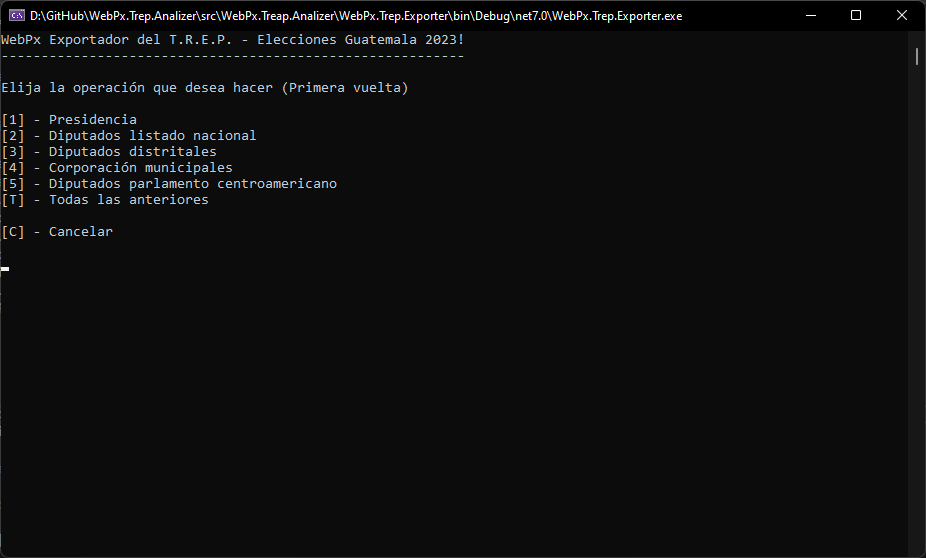 D:\GitHub\WebPx.Trep.Analizer\src\WebPx.Treap.Analizer\WebPx.Trep.Exporter\bin\Debug\net7.0\WebPx.Trep.Exporter.exe
WebPx Exportador del T.R.E.P. - Elecciones Guatemala 2023!
----------------------------------------------------------
Elija la operación que desea hacer (Primera vuelta)
[1] - Presidencia
[2] - Diputados listado nacional
[3] - Diputados distritales
[4] - Corporación municipales
[5] - Diputados parlamento centroamericano
[T] - Todas las anteriores
[C] - Cancelar